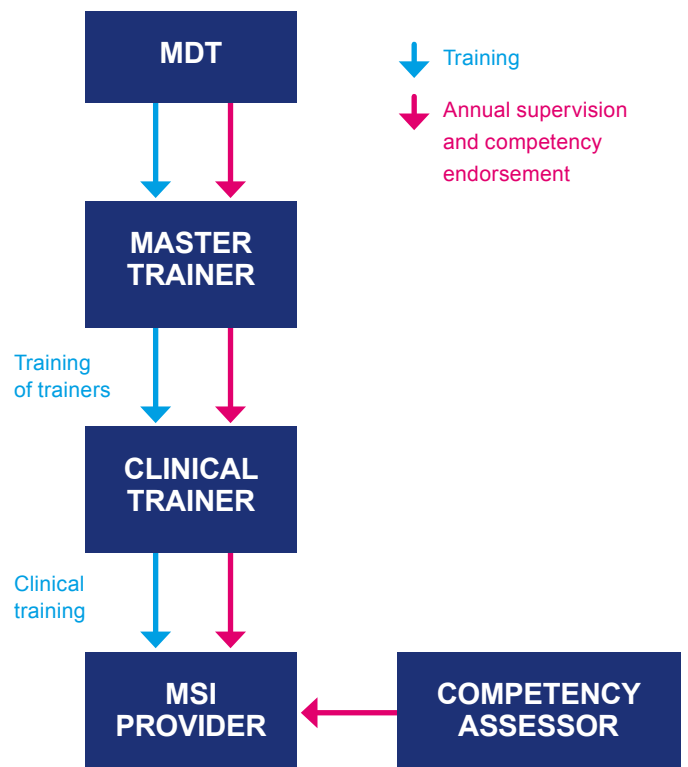 MDT
Training
Annual supervision
and competency
endorsement
MASTER
TRAINER
Training
of trainers
CLINICAL
TRAINER
Clinical
training
MSI
PROVIDER
COMPETENCY
ASSESSOR